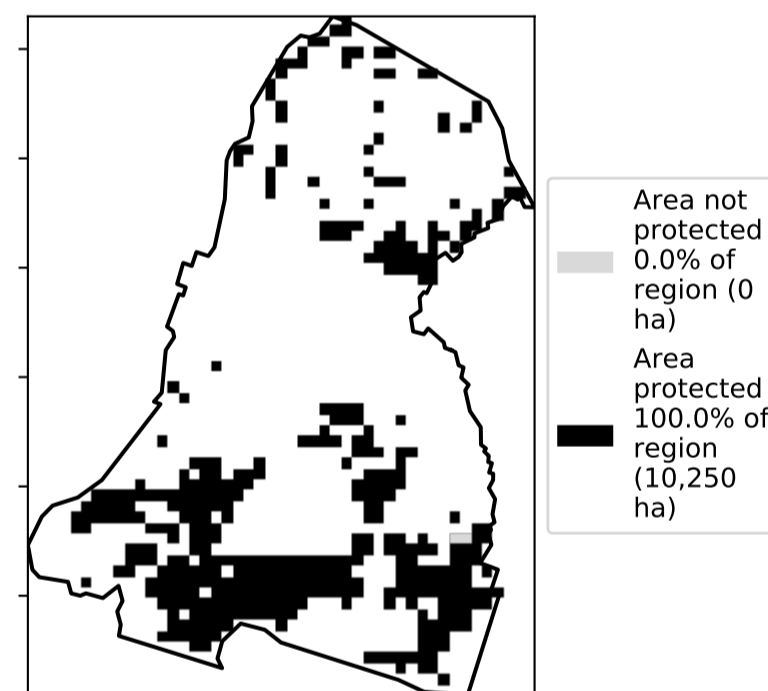 Area not
protected
0.0% of
region (0
ha)
Area
protected
100.0% of
region
(10,250
ha)